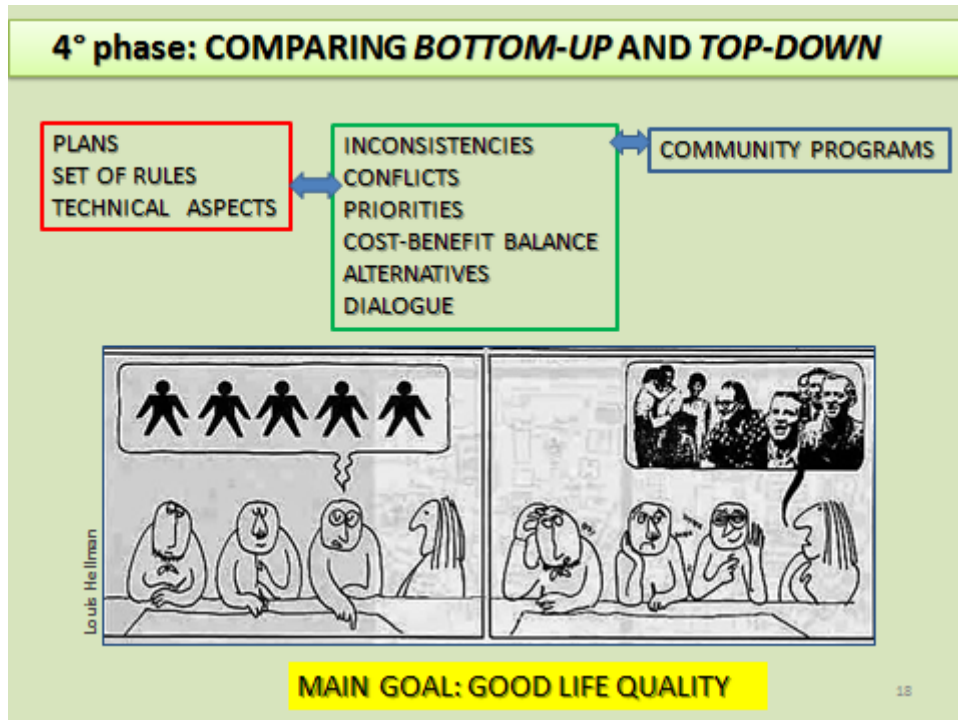 4° phase: COMPARING BOTTOM-UP AND TOP-DOWN
PLANS
SET OF RULES
TECHNICAL ASPECTS
INCONSISTENCIES
CONFLICTS
PRIORITIES
COST-BENEFIT BALANCE
ALTERNATIVES
DIALOGUE
COMMUNITY PROGRAMS
Louis Hellman
MAIN GOAL: GOOD LIFE QUALITY
18